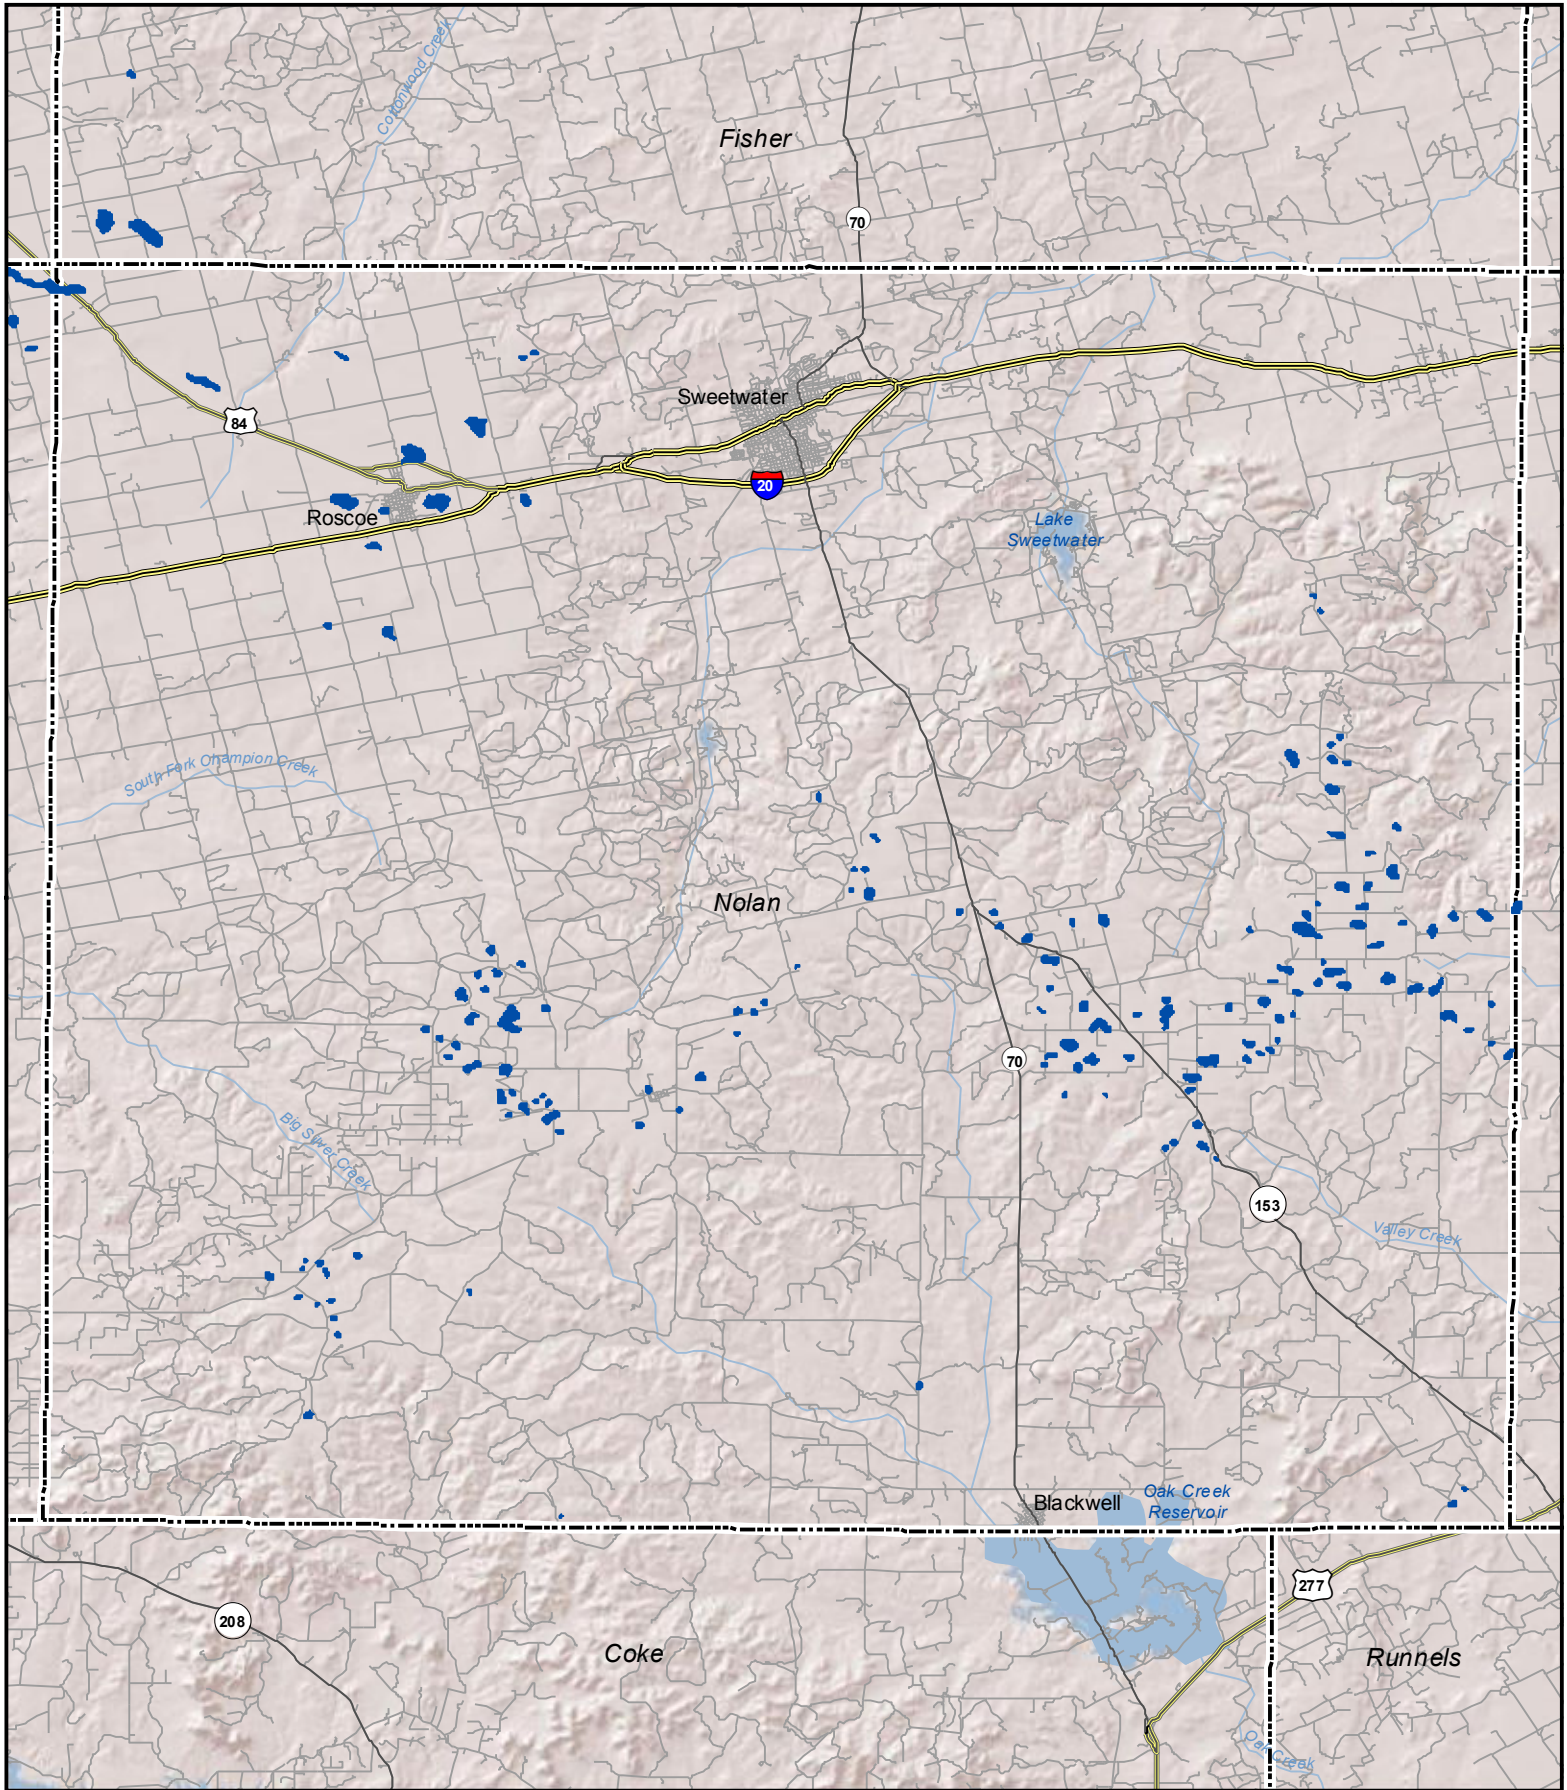 Cottonwood Creek
Fisher
70
84
Sweetwater
20
Roscoe
Lake
Sweetwater
South Fork Champion Creek
Nolan
70
Big Silver Creek
153
Valley Creek
Blackwell
Oak Creek
Reservoir
277
208
Coke
Runnels
Oak Creek